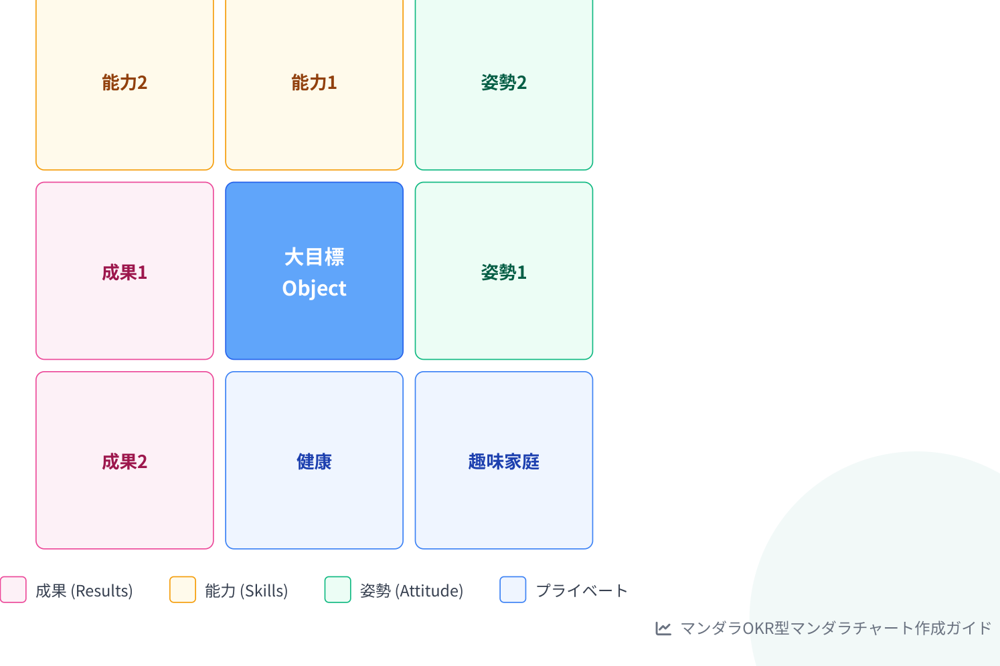 能力2
能力1
姿勢2
成果1
大目標
Object
姿勢1
成果2
健康
趣味家庭
成果 (Results)
能力 (Skills)
姿勢 (Attitude)
プライベート
マンダラOKR型マンダラチャート作成ガイド